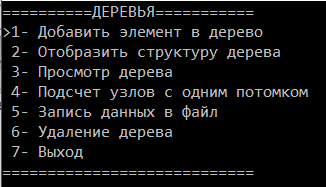 ==========ДЕРЕВЬЯ===========
>1- Добавить элемент в дерево
2- Отобразить структуру дерева
3- Просмотр дерева
4- Подсчет узлов с одним потомком
5- Запись данных в файл
6- Удаление дерева
7- Выход
============================